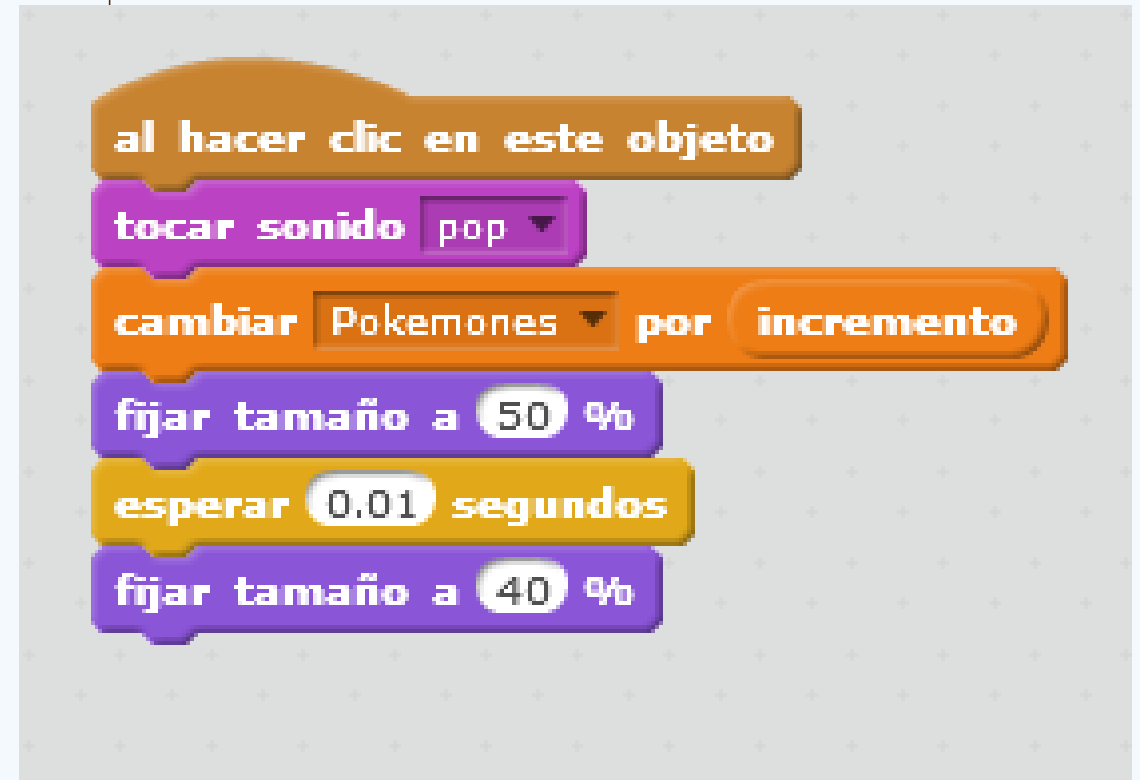 al hacer clic en este objeto
tocar sonido pop
cambiar Pokemones por incremento
fijar tamaño a 50 %
esperar 0.01 segundos
fijar tamaño a 40 %